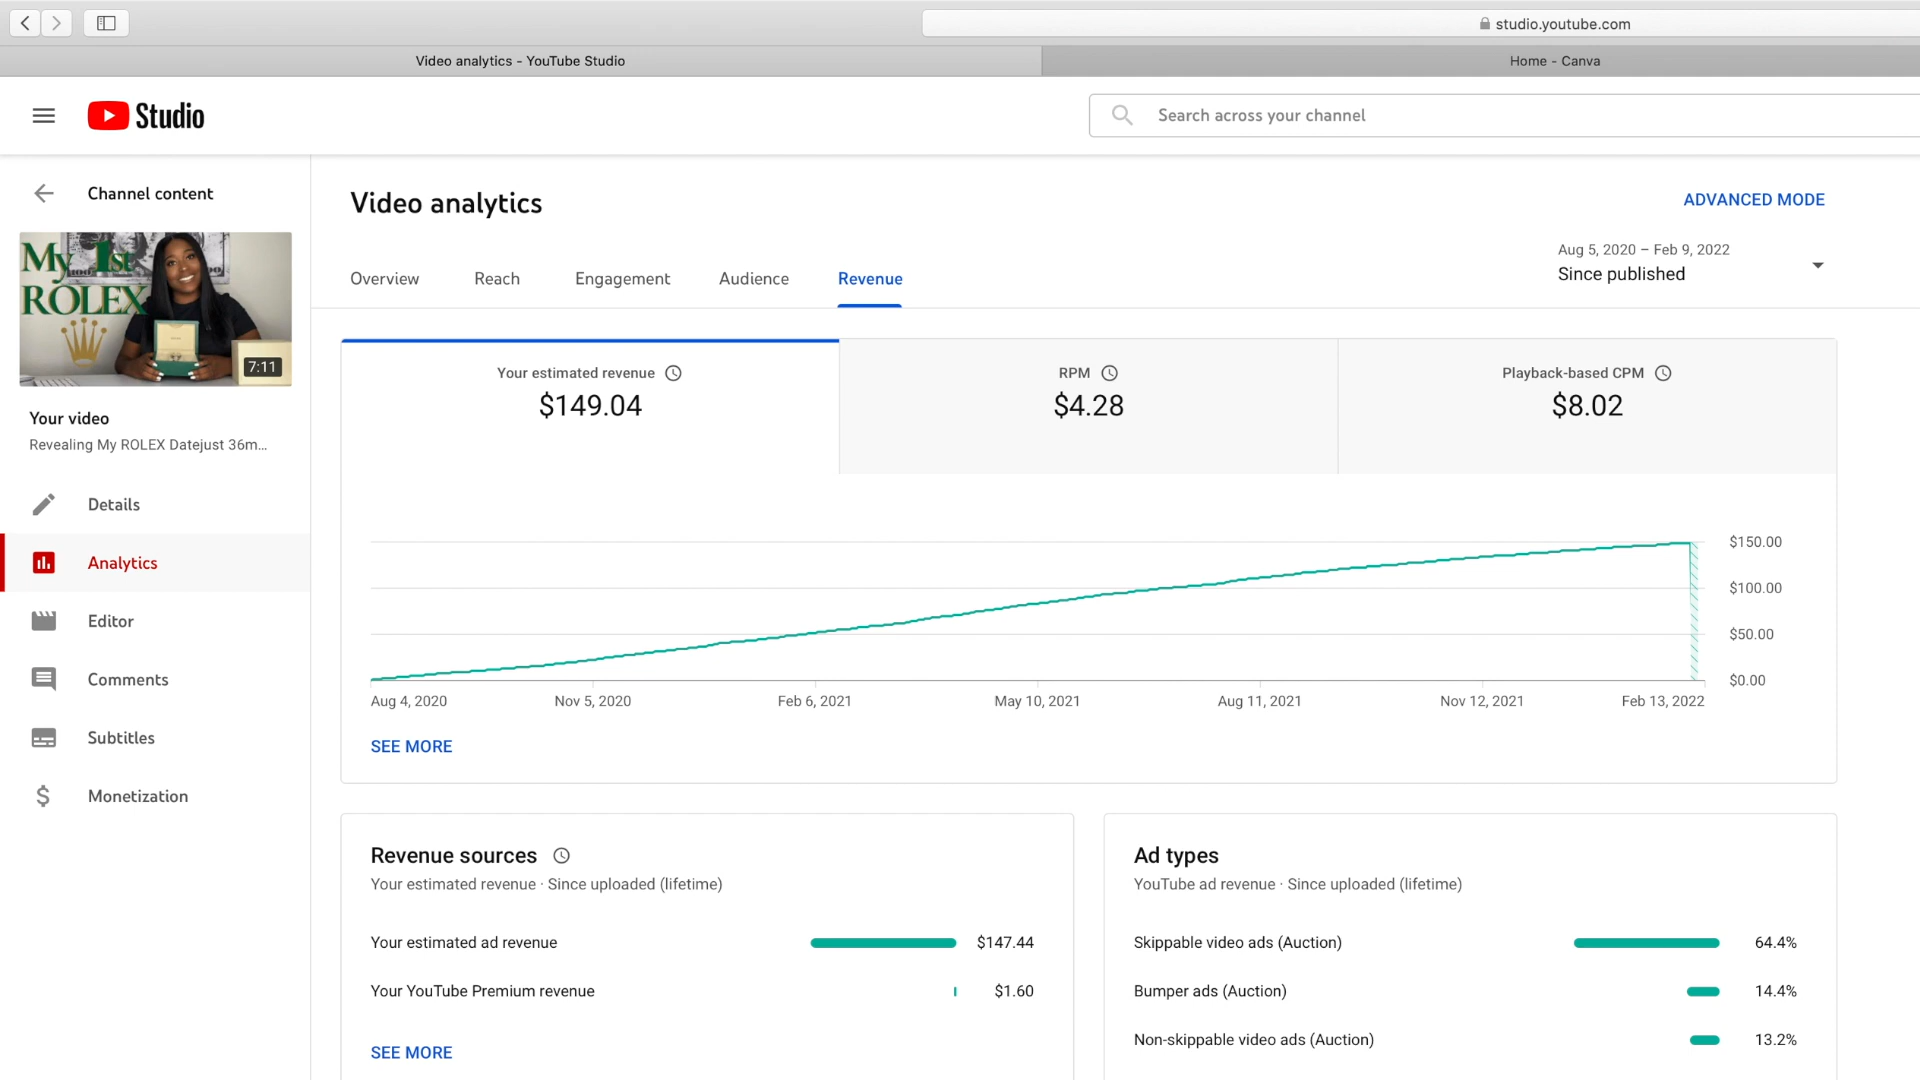 studio.youtube.com
Video analytics - YouTube Studio
Home - Canva
Studio
Search across your channel
Channel content
Video analytics
ADVANCED MODE
Aug 5, 2020 – Feb 9, 2022
Since published
Overview
Reach
Engagement
Audience
Revenue
My 1st
ROLEX
100
7:11
Your video
Revealing My ROLEX Datejust 36m...
Details
Analytics
Editor
Comments
Subtitles
Monetization
Your estimated revenue
$149.04
RPM
$4.28
Playback-based CPM
$8.02
$150.00
$100.00
$50.00
$0.00
Aug 4, 2020
Nov 5, 2020
Feb 6, 2021
May 10, 2021
Aug 11, 2021
Nov 12, 2021
Feb 13, 2022
SEE MORE
Revenue sources
Your estimated revenue · Since uploaded (lifetime)
Your estimated ad revenue
$147.44
Your YouTube Premium revenue
$1.60
SEE MORE
Ad types
YouTube ad revenue · Since uploaded (lifetime)
Skippable video ads (Auction)
64.4%
Bumper ads (Auction)
14.4%
Non-skippable video ads (Auction)
13.2%